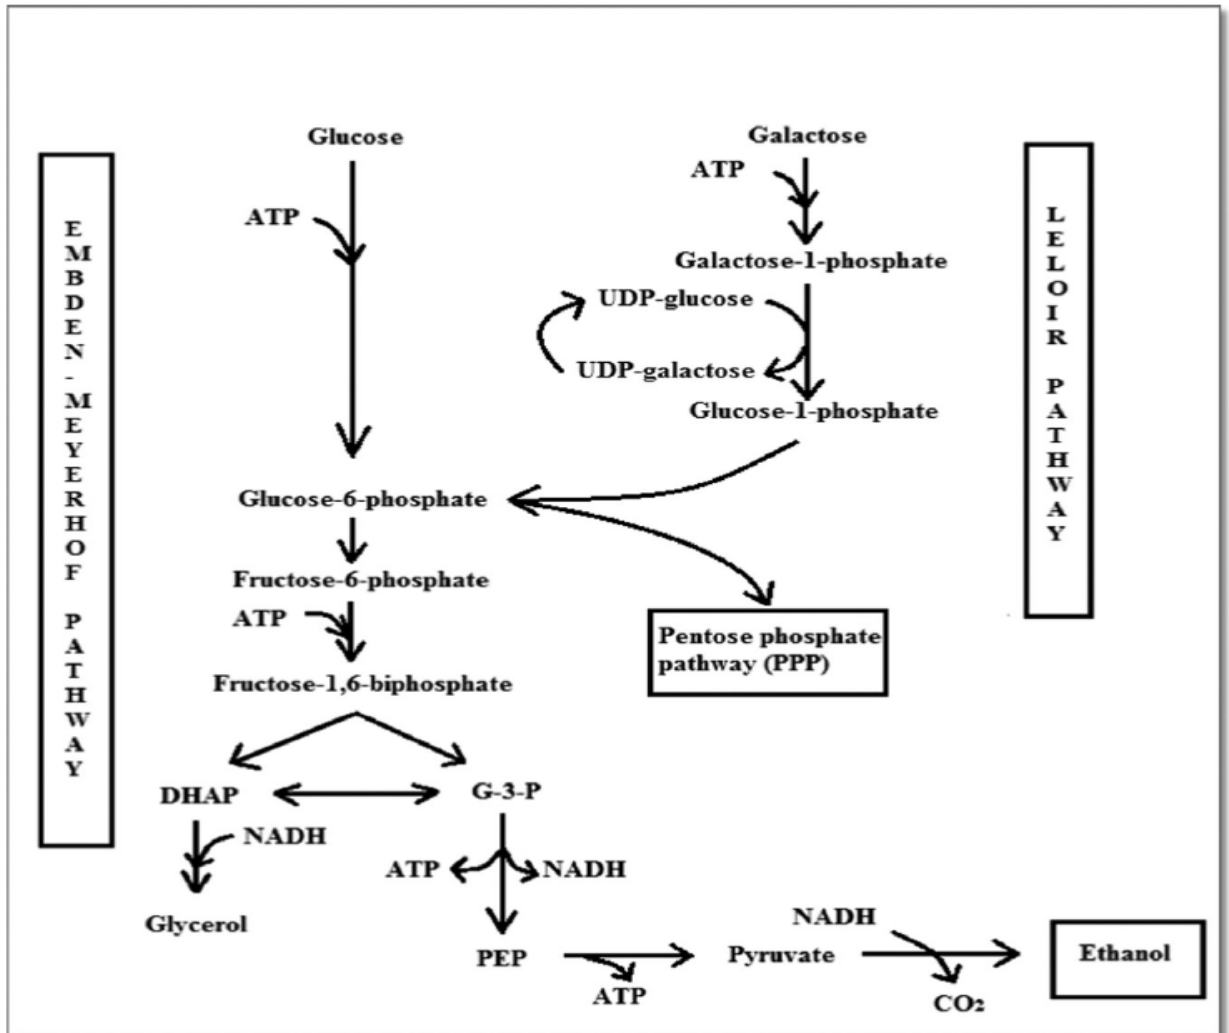 Glucose
Galactose
ATP
ATP
Galactose-1-phosphate
UDP-glucose
UDP-galactose
Glucose-1-phosphate
Glucose-6-phosphate
Fructose-6-phosphate
ATP
Pentose phosphate
pathway (PPP)
Fructose-1,6-biphosphate
DHAP
G-3-P
NADH
ATP
NADH
Glycerol
NADH
PEP
Pyruvate
Ethanol
ATP
CO2
EMBDEN-MEYERHOF PATHWAY
LELOIR PATHWAY